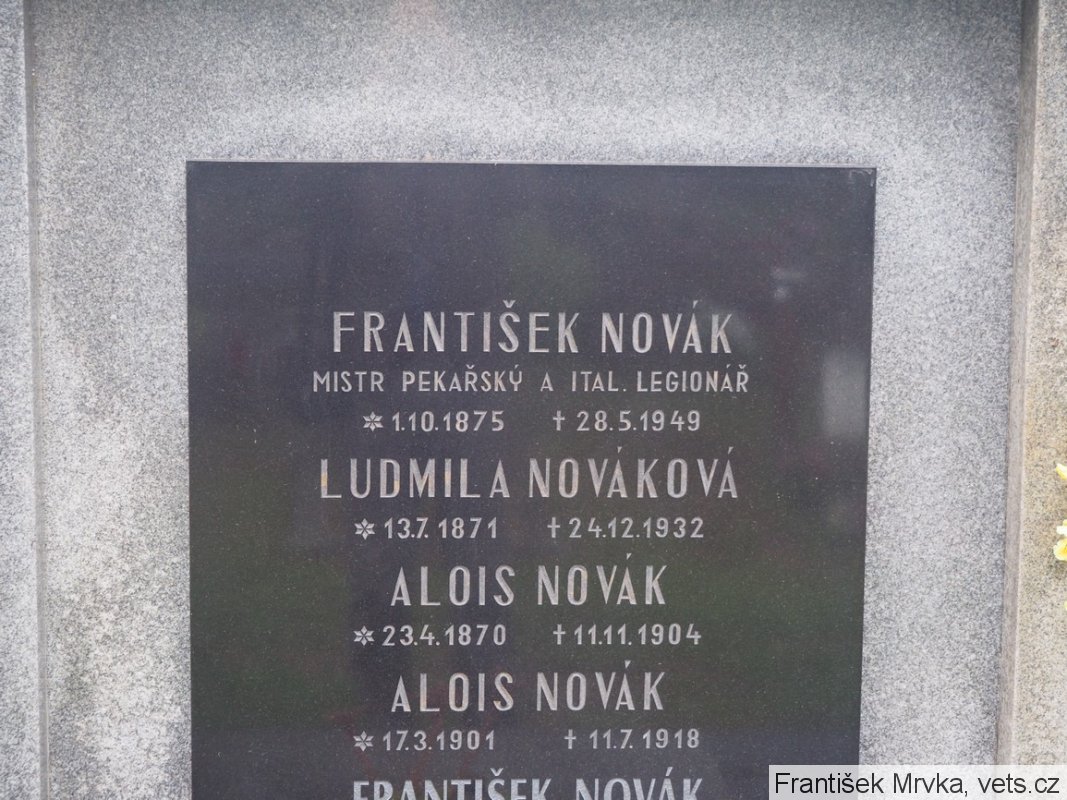 FRANTIŠEK NOVÁK
MISTR PEKAŘSKÝ A ITAL. LEGIONÁŘ
✲ 1.10.1875 † 28.5.1949
LUDMILA NOVÁKOVÁ
✲ 13.7.1871 † 24.12.1932
ALOIS NOVÁK
✲ 23.4.1870 † 11.11.1904
ALOIS NOVÁK
✲ 17.3.1901 † 11.7.1918
FRANTIŠEK NOVÁK
František Mrvka, vets.cz